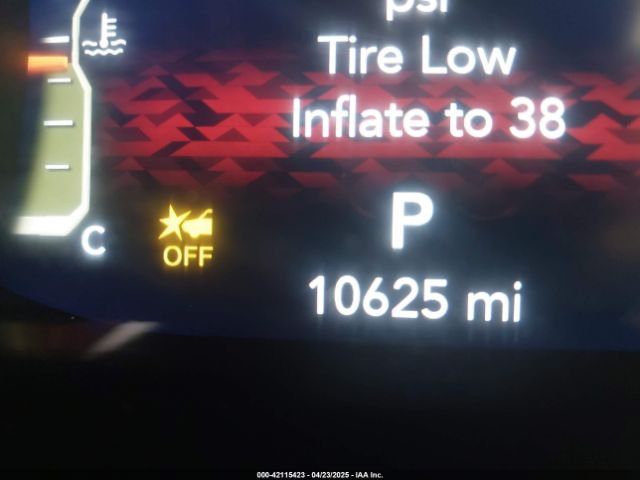 psi
Tire Low
Inflate to 38
P
C
OFF
10625 mi
000-42115423 - 04/23/2025 - IAA Inc.